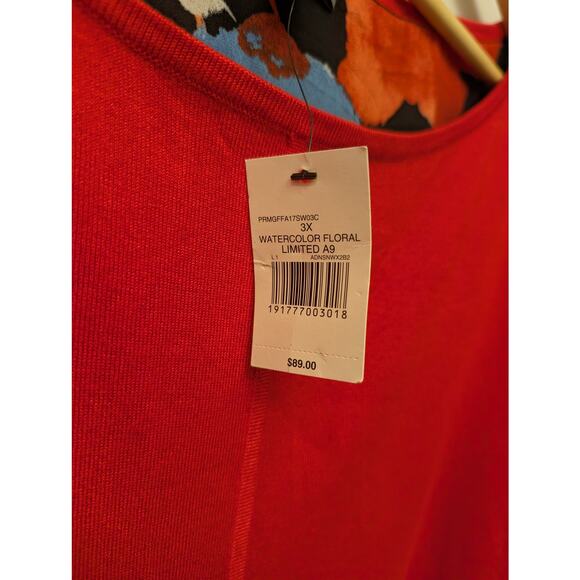 PRMGFFA17SW03C
3X
WATERCOLOR FLORAL
LIMITED A9
L1 ADNSNWX2B2
191777003018
$89.00